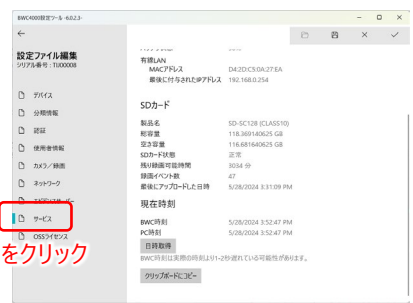 BWC4000設定ツール -6.0.2.3-
設定ファイル編集
シリアル番号 : TU00008
デバイス
分類情報
認証
使用者情報
カメラ／録画
ネットワーク
サービス
OSSライセンス
をクリック
有線LAN
MACアドレス D4:2D:C5:0A:27:EA
最後に付与されたIPアドレス 192.168.0.254
SDカード
製品名 SD-SC128 (CLASS10)
総容量 118.369140625 GB
空き容量 116.681640625 GB
SDカード状態 正常
残り録画可能時間 3034 分
録画イベント数 47
最後にアップロードした日時 5/28/2024 3:31:09 PM
現在時刻
BWC時刻 5/28/2024 3:52:47 PM
PC時刻 5/28/2024 3:52:47 PM
日時取得
BWC時刻は実際の時刻より1~2秒遅れている可能性があります。
クリップボードにコピー